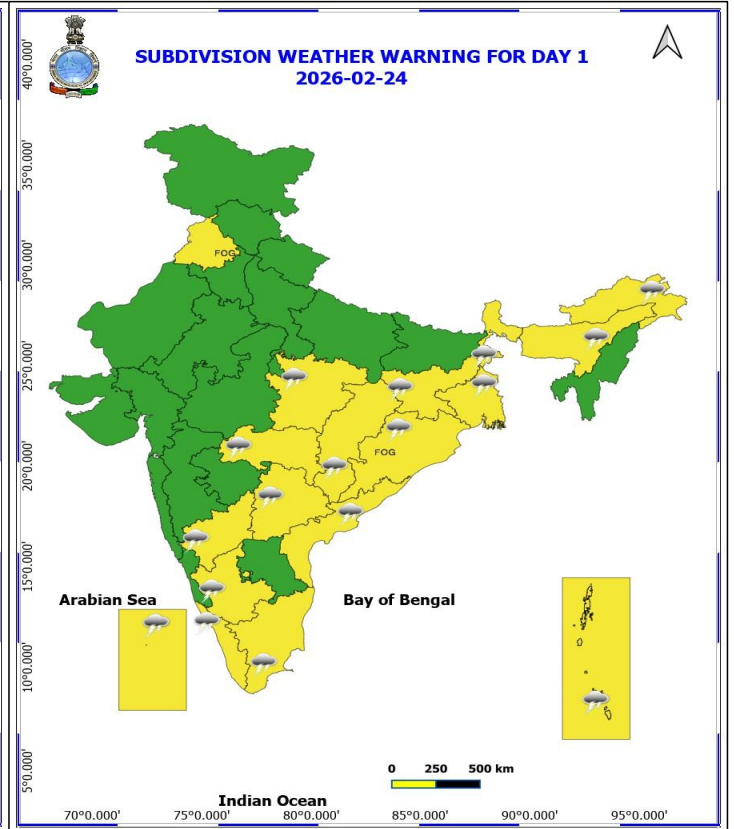 SUBDIVISION WEATHER WARNING FOR DAY 1
2026-02-24
40°0.000'
35°0.000'
30°0.000'
25°0.000'
20°0.000'
15°0.000'
10°0.000'
5°0.000'
FOG
FOG
Arabian Sea
Bay of Bengal
0 250 500 km
Indian Ocean
70°0.000' 75°0.000' 80°0.000' 85°0.000' 90°0.000' 95°0.000'